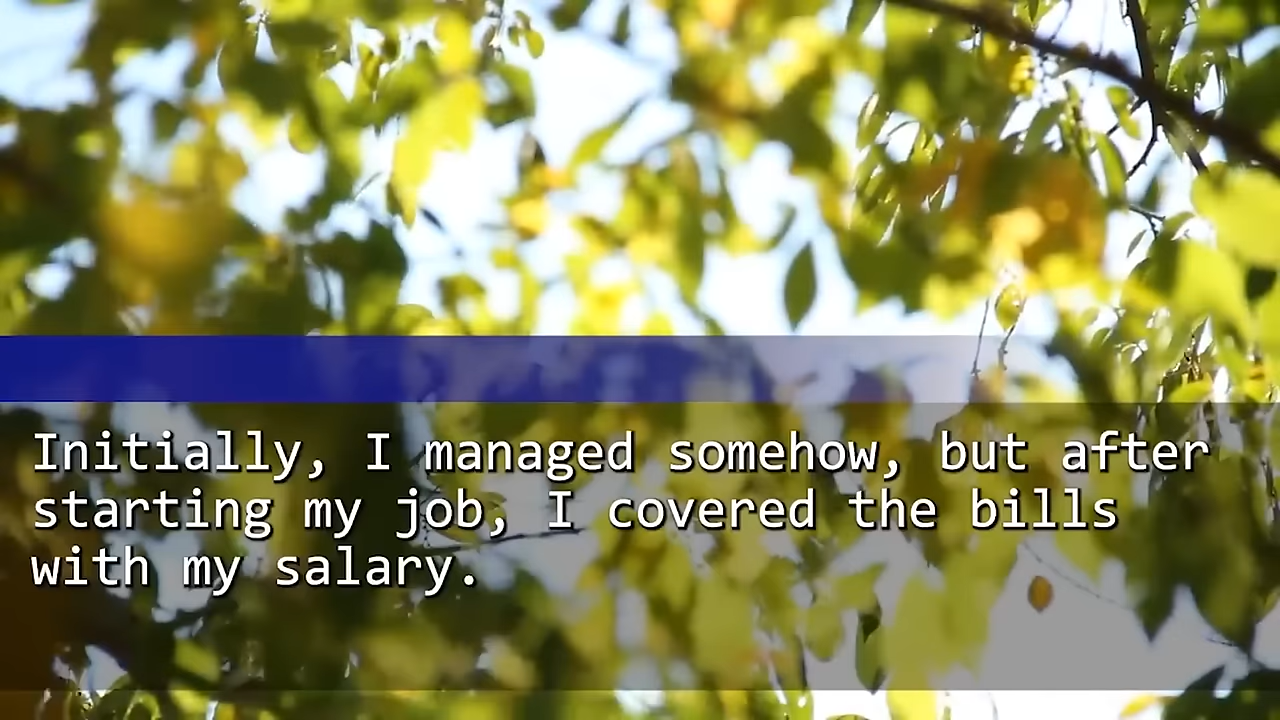 Initially, I managed somehow, but after
starting my job, I covered the bills
with my salary.